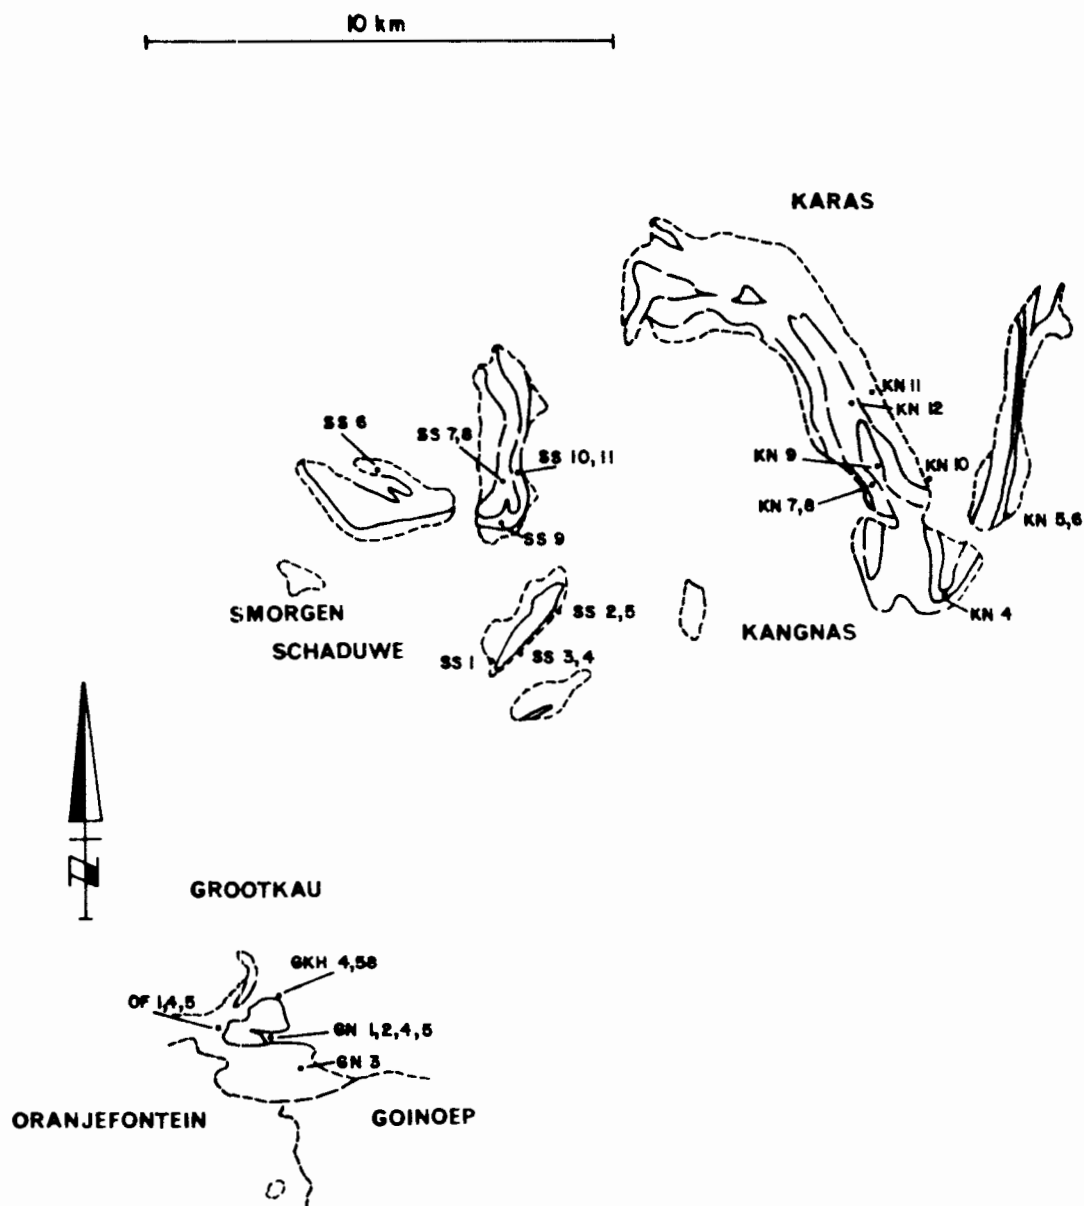 10 km
KARAS
KN 11
KN 12
SS 6
SS 7,8
SS 10,11
KN 9
KN 10
KN 7,8
KN 5,6
SS 9
SMORGEN
SCHADUWE
SS 2,5
KANGNAS
KN 4
SS 1
SS 3,4
N
GROOTKAU
GKH 4,58
OF 1,4,5
GN 1,2,4,5
GN 3
ORANJEFONTEIN
GOINOEP